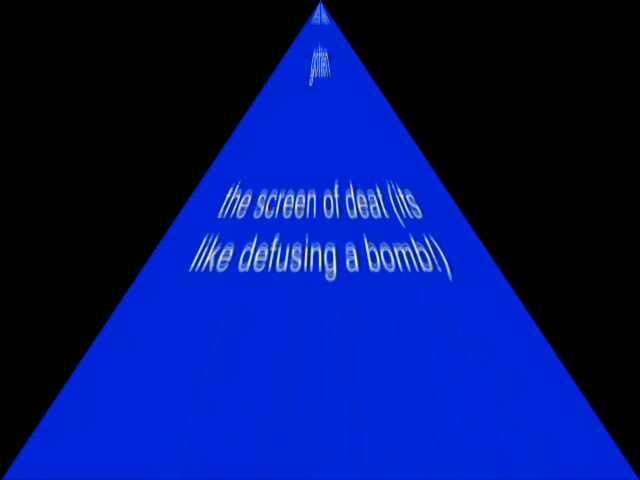 the screen of deat (its
like defusing a bomb!)